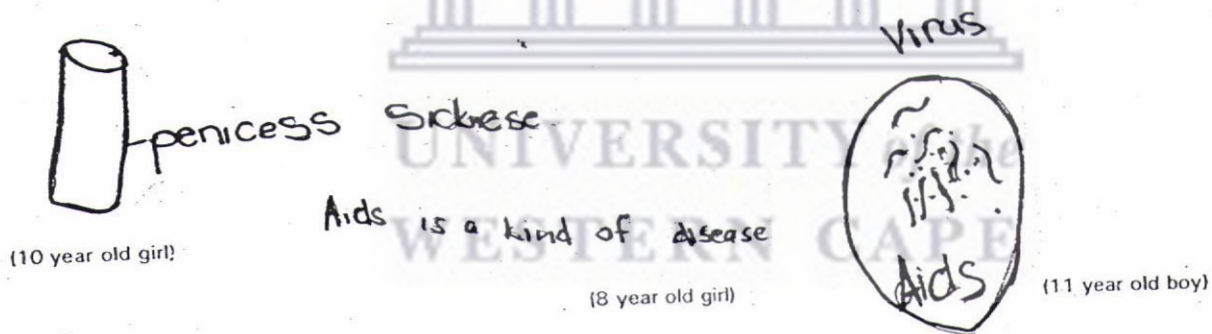 Virus
penicess Sicknese
UNIVERSITY of the
Aids is a kind of disease
WESTERN CAPE
Aids
(10 year old girl)
(8 year old girl)
(11 year old boy)